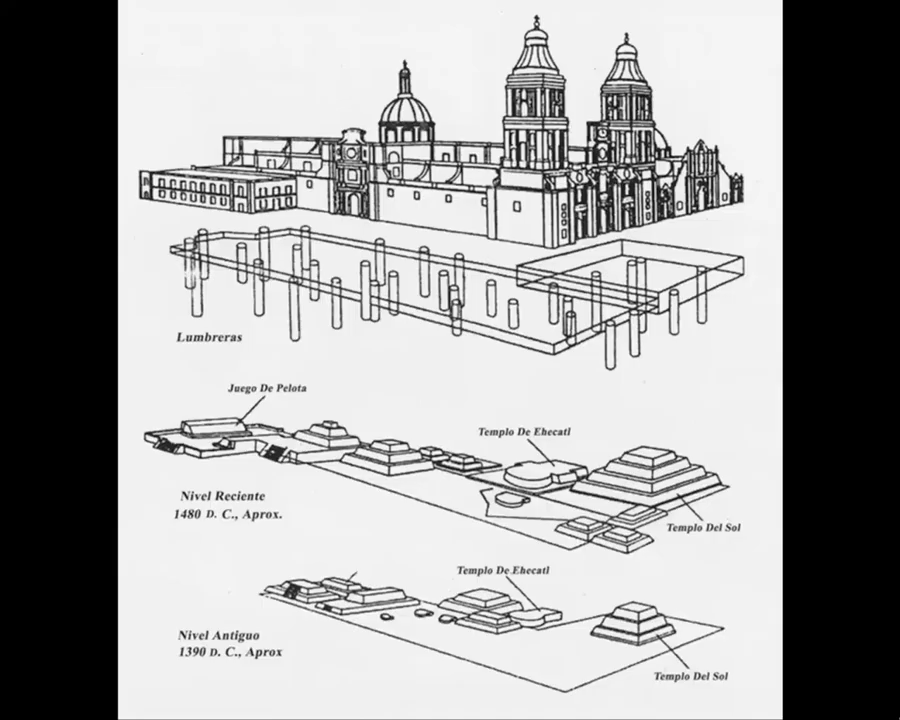 Lumbreras
Juego De Pelota
Templo De Ehecatl
Nivel Reciente
1480 D. C., Aprox.
Templo Del Sol
Templo De Ehecatl
Nivel Antiguo
1390 D. C., Aprox
Templo Del Sol